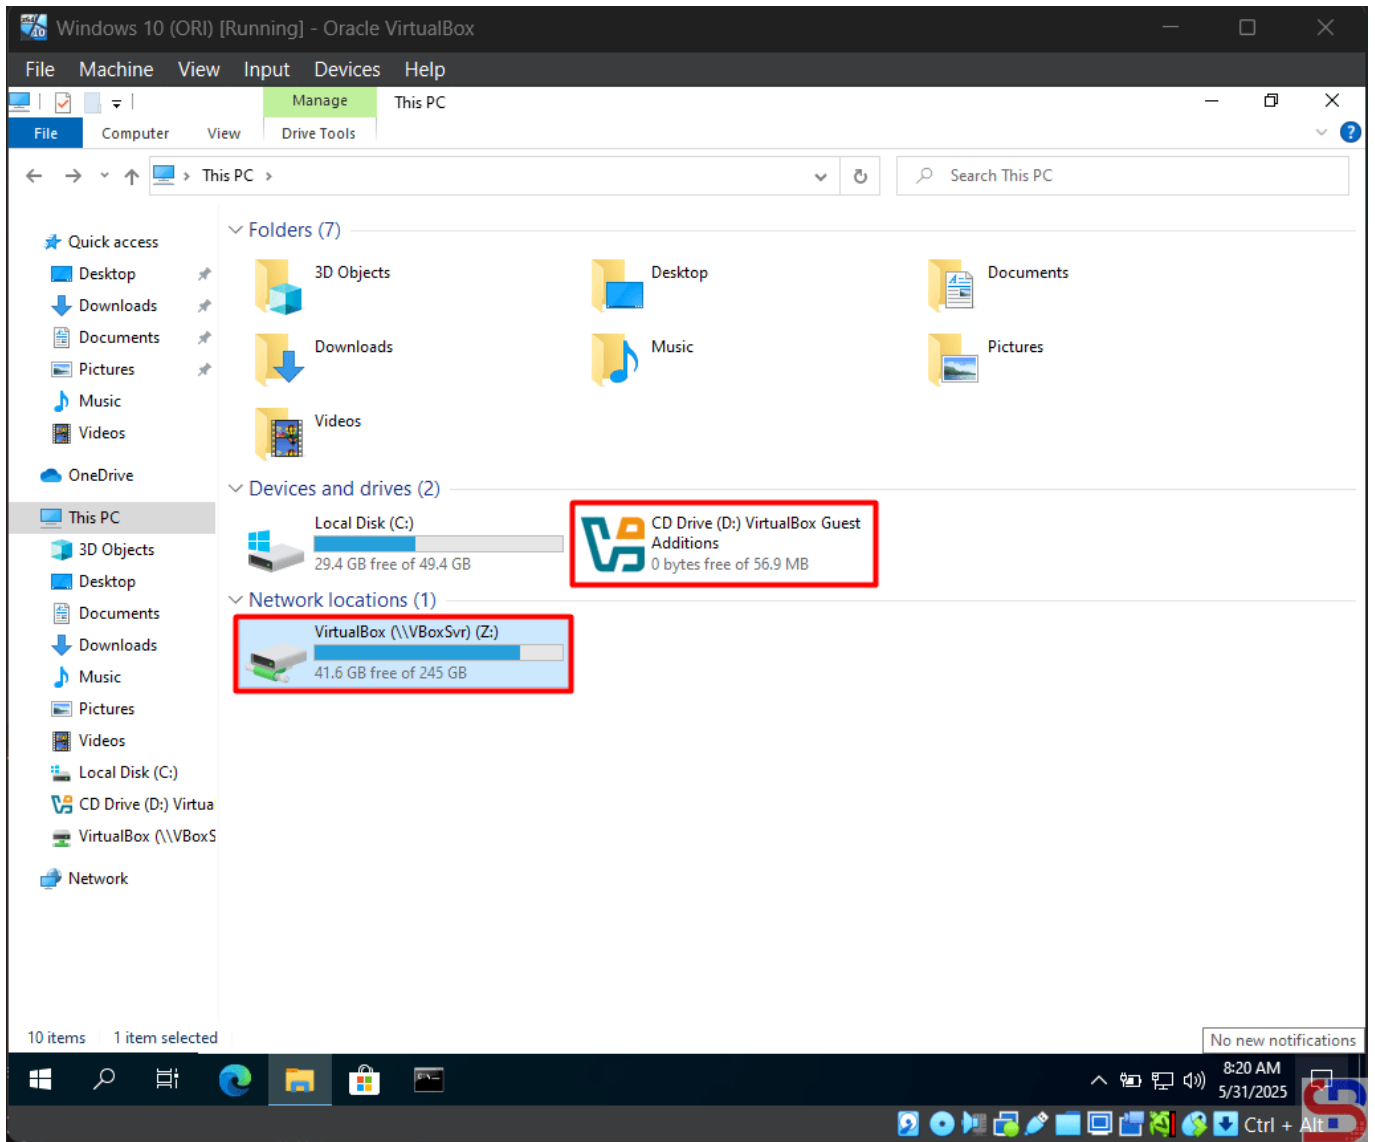 Windows 10 (ORI) [Running] - Oracle VirtualBox
File Machine View Input Devices Help
Manage This PC
File Computer View Drive Tools
This PC Search This PC
Quick access
Desktop
Downloads
Documents
Pictures
Music
Videos
OneDrive
This PC
3D Objects
Desktop
Documents
Downloads
Music
Pictures
Videos
Local Disk (C:)
CD Drive (D:) Virtua
VirtualBox (\\VBoxS
Network
Folders (7)
3D Objects
Desktop
Documents
Downloads
Music
Pictures
Videos
Devices and drives (2)
Local Disk (C:)
29.4 GB free of 49.4 GB
CD Drive (D:) VirtualBox Guest
Additions
0 bytes free of 56.9 MB
Network locations (1)
VirtualBox (\\VBoxSvr) (Z:)
41.6 GB free of 245 GB
10 items 1 item selected
No new notifications
8:20 AM
5/31/2025
Ctrl + Alt